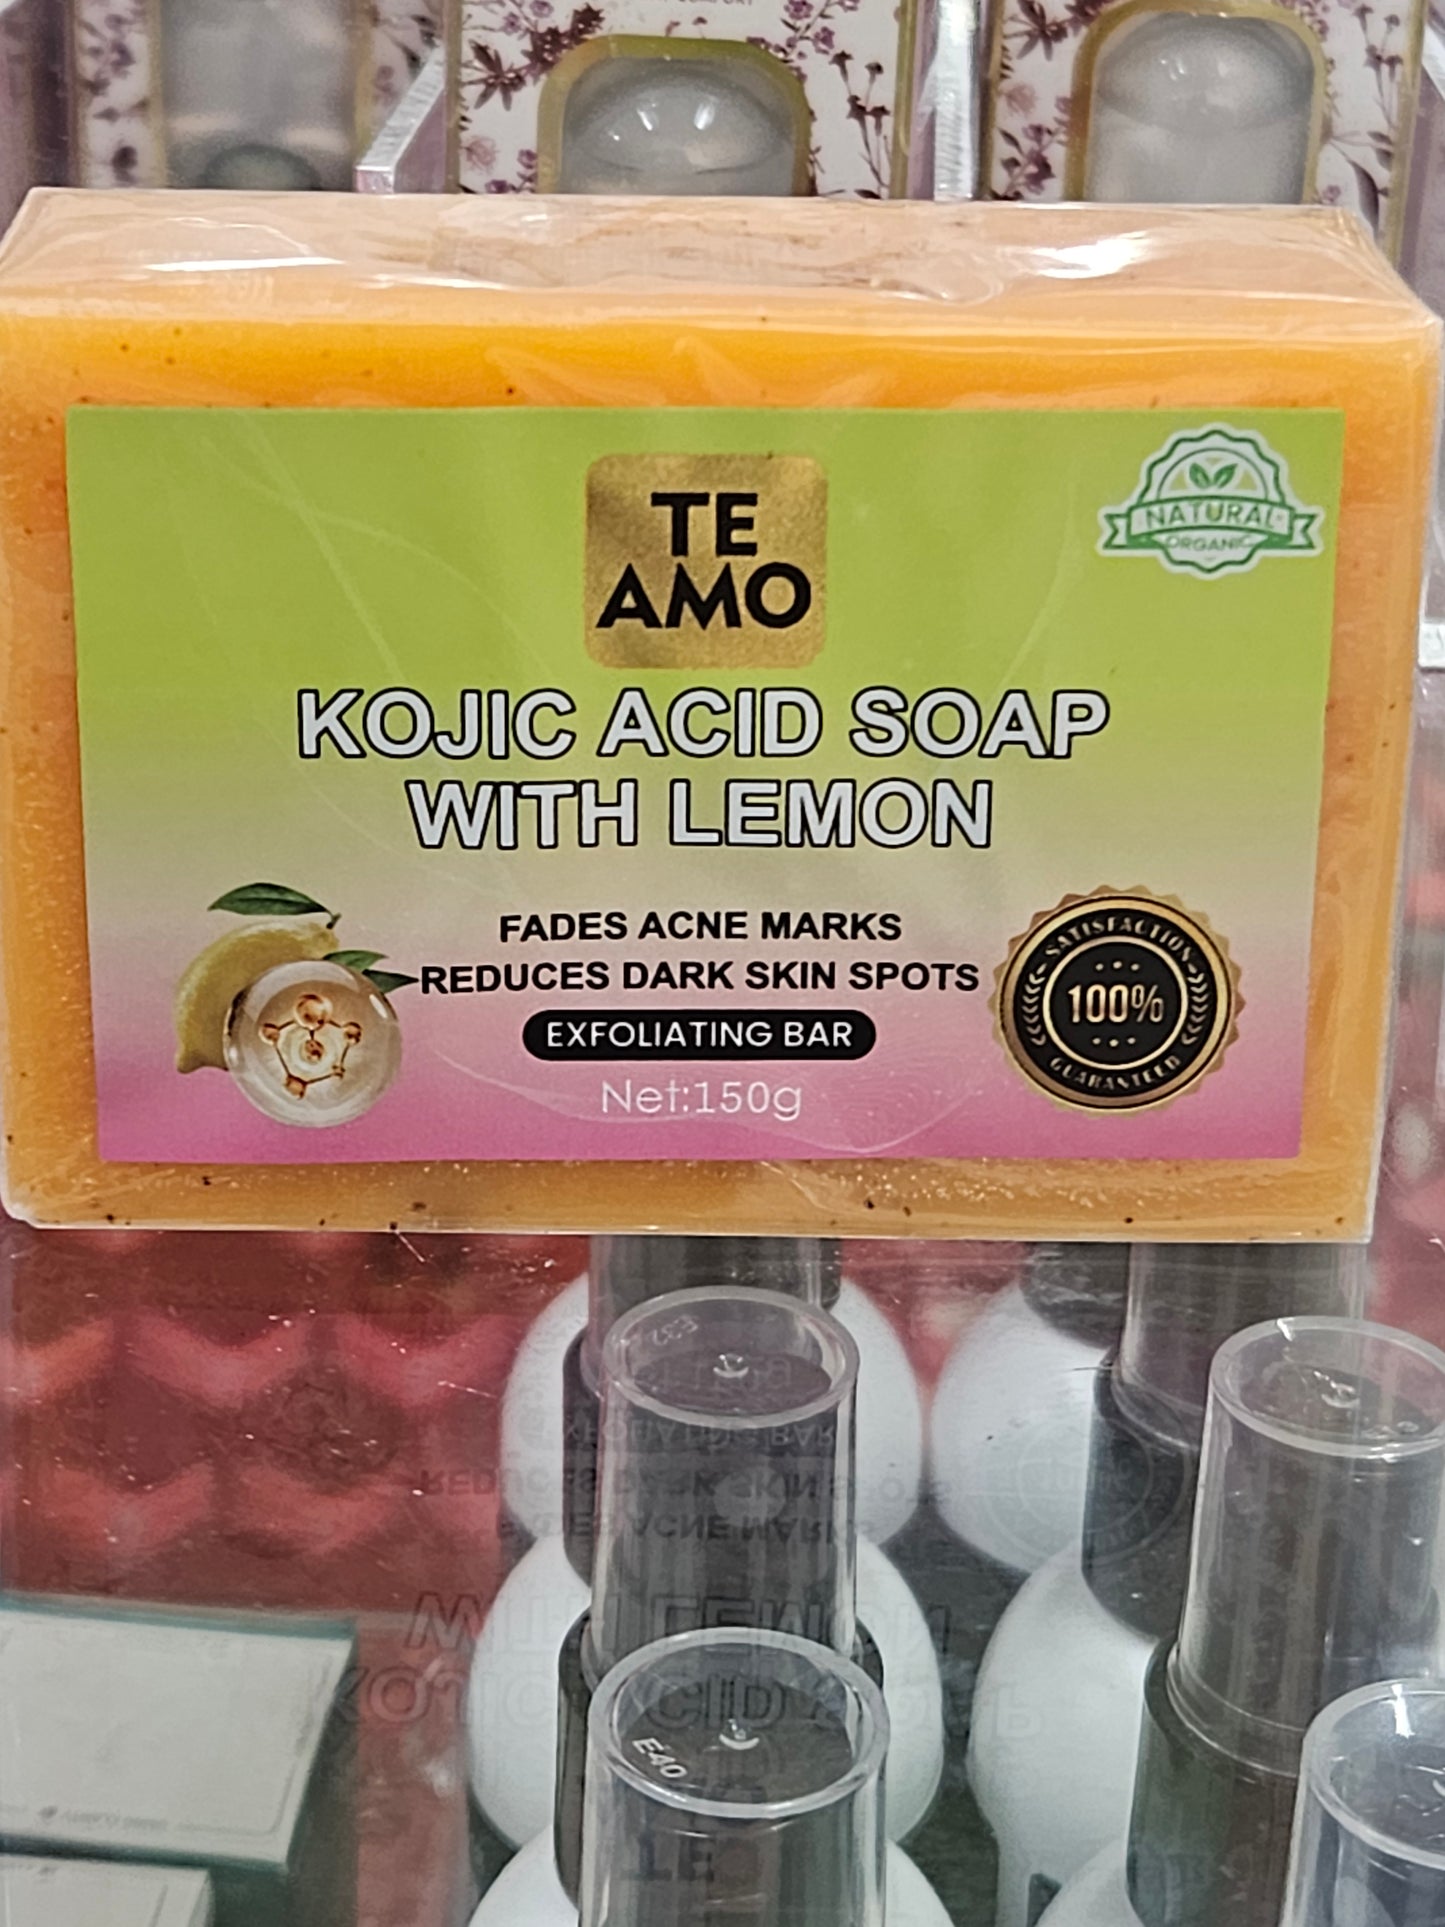 TE
AMO
NATURAL
ORGANIC
KOJIC ACID SOAP
WITH LEMON
FADES ACNE MARKS
REDUCES DARK SKIN SPOTS
EXFOLIATING BAR
Net:150g
SATISFACTION
100%
GUARANTEED
E40